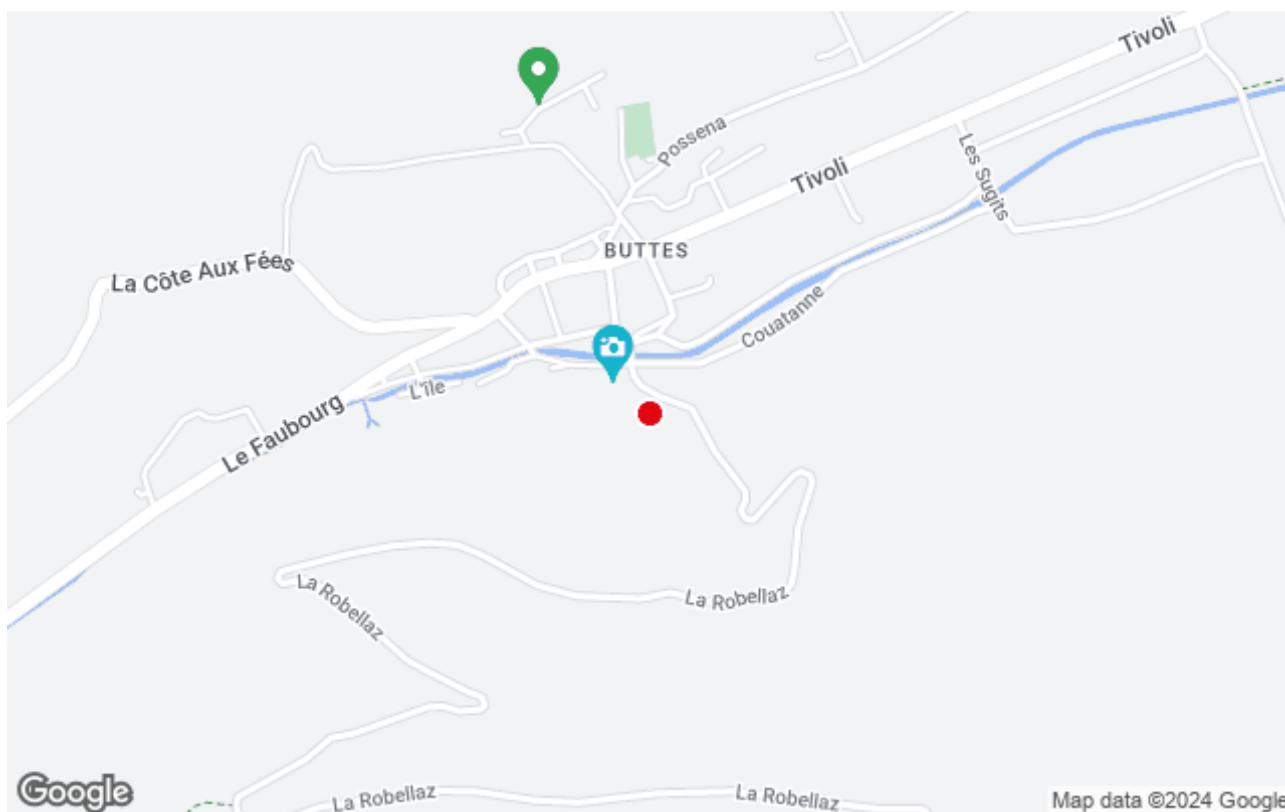 Tivoli
Possena
Tivoli
Les Sugits
BUTTES
La Côte Aux Fées
Couatanne
L'île
Le Faubourg
La Robellaz
La Robellaz
La Robellaz
La Robellaz
Google
Map data ©2024 Google